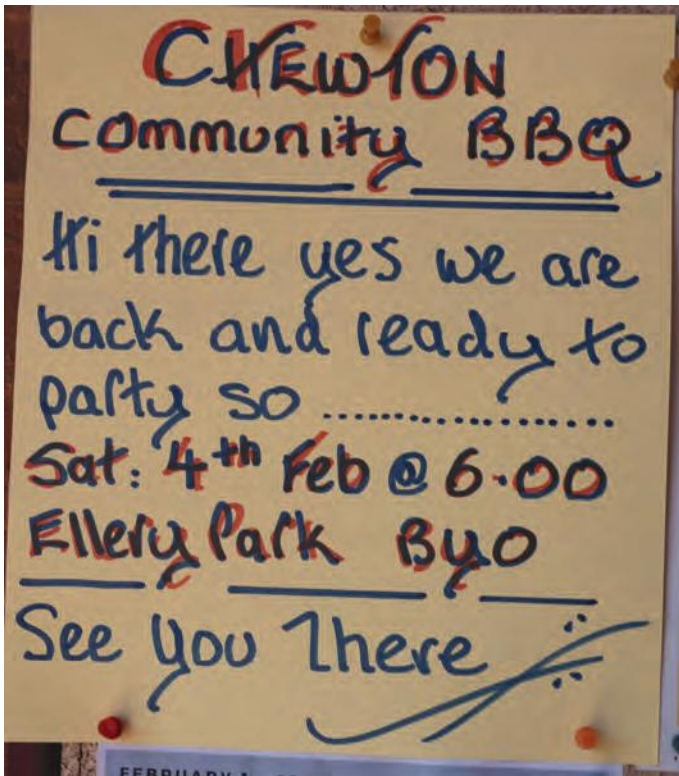 CHEWTON
Community BBQ
Hi there yes we are
back and ready to
party so ................................
Sat: 4th Feb @ 6.00
Ellery Park ByO
See you There
FEBRUARY